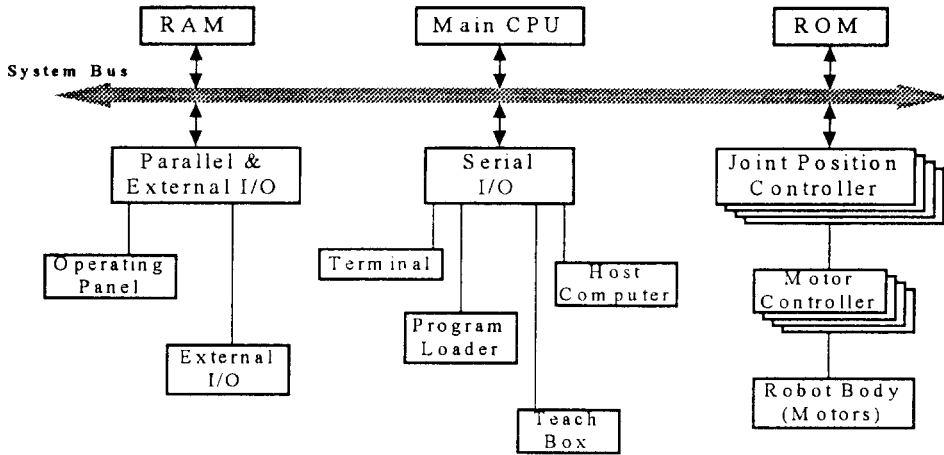 RAM
Main CPU
ROM
System Bus
Parallel &
External I/O
Serial
I/O
Joint Position
Controller
Operating
Panel
Terminal
Host
Computer
Motor
Controller
Program
Loader
External
I/O
Robot Body
(Motors)
Teach
Box